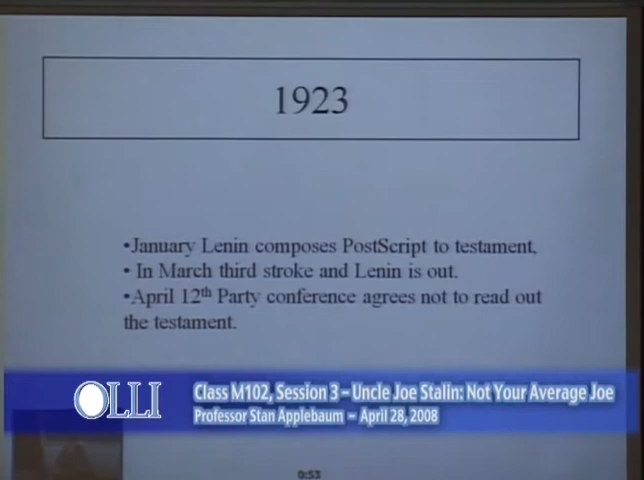 1923
•January Lenin composes PostScript to testament,
• In March third stroke and Lenin is out.
•April 12th Party conference agrees not to read out
the testament.
OLLI
Class M102, Session 3 – Uncle Joe Stalin: Not Your Average Joe
Professor Stan Applebaum – April 28, 2008
0:53